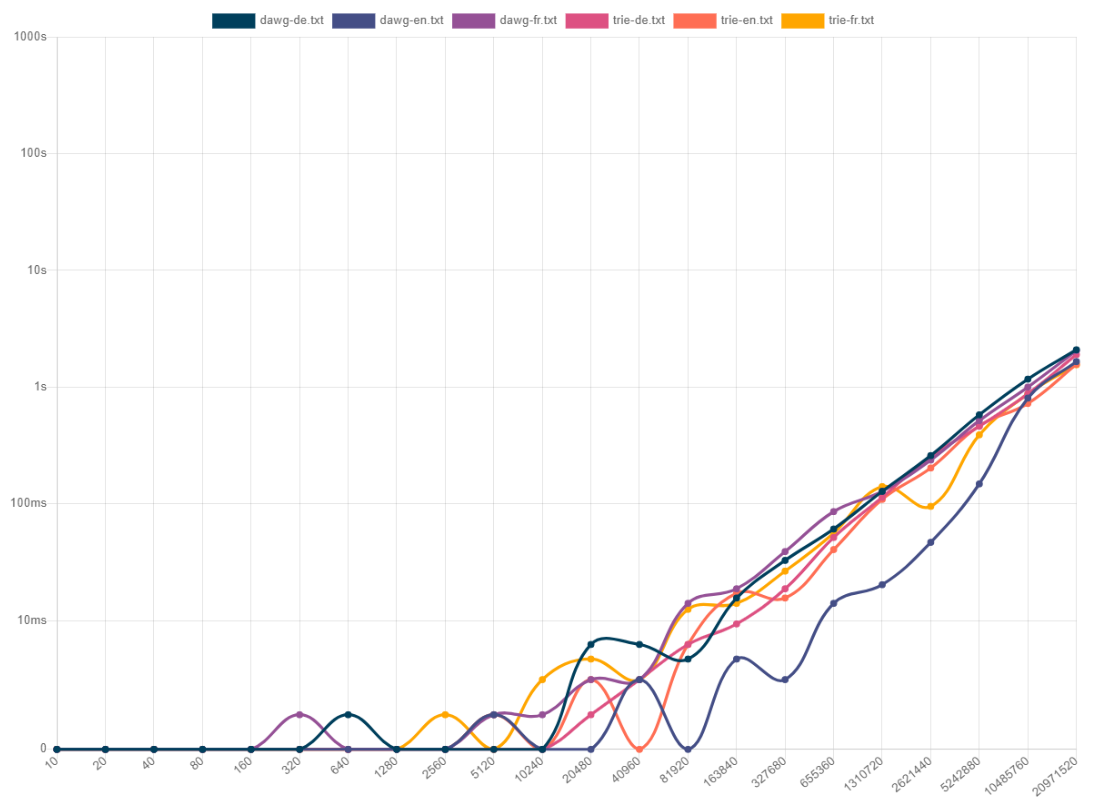 dawg-de.txt dawg-en.txt dawg-fr.txt trie-de.txt trie-en.txt trie-fr.txt
1000s
100s
10s
1s
100ms
10ms
0
10 20 40 80 160 320 640 1280 2560 5120 10240 20480 40960 81920 163840 327680 655360 1310720 2621440 5242880 10485760 20971520